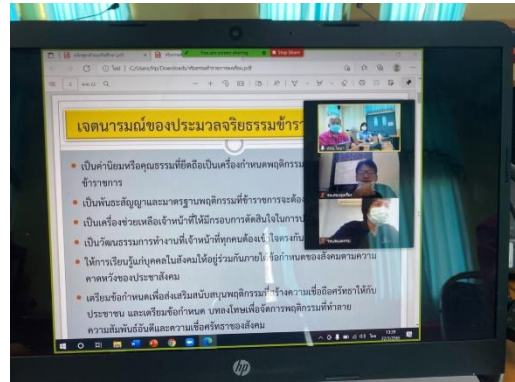 You are screen sharing Stop Share
ไฟล์ C:/Users/Hp/Downloads/
เจตนารมณ์ของประมวลจริยธรรมข้ารา
เป็นค่านิยมหรือคุณธรรมที่ยึดถือเป็นเครื่องกำหนดพฤติกรรม
ข้าราชการ
เป็นพันธะสัญญาและมาตรฐานพฤติกรรมที่ข้าราชการจะต้อง
เป็นเครื่องช่วยเหลือเจ้าหน้าที่ให้มีกรอบการตัดสินใจในการป
เป็นวัฒนธรรมการทำงานที่เจ้าหน้าที่ทุกคนต้องเข้าใจตรงกัน
ให้การเรียนรู้แก่บุคคลในสังคมให้อยู่ร่วมกันภายใต้ข้อกำหนดของสังคมตามความ
คาดหวังของประชาสังคม
เตรียมข้อกำหนดเพื่อส่งเสริมสนับสนุนพฤติกรรมที่สร้างความเชื่อถือศรัทธาให้กับ
ประชาชน และเตรียมข้อกำหนด บทลงโทษเพื่อจัดการพฤติกรรมที่ทำลาย
ความสัมพันธ์อันดีและความเชื่อศรัทธาของสังคม
13:39
hp